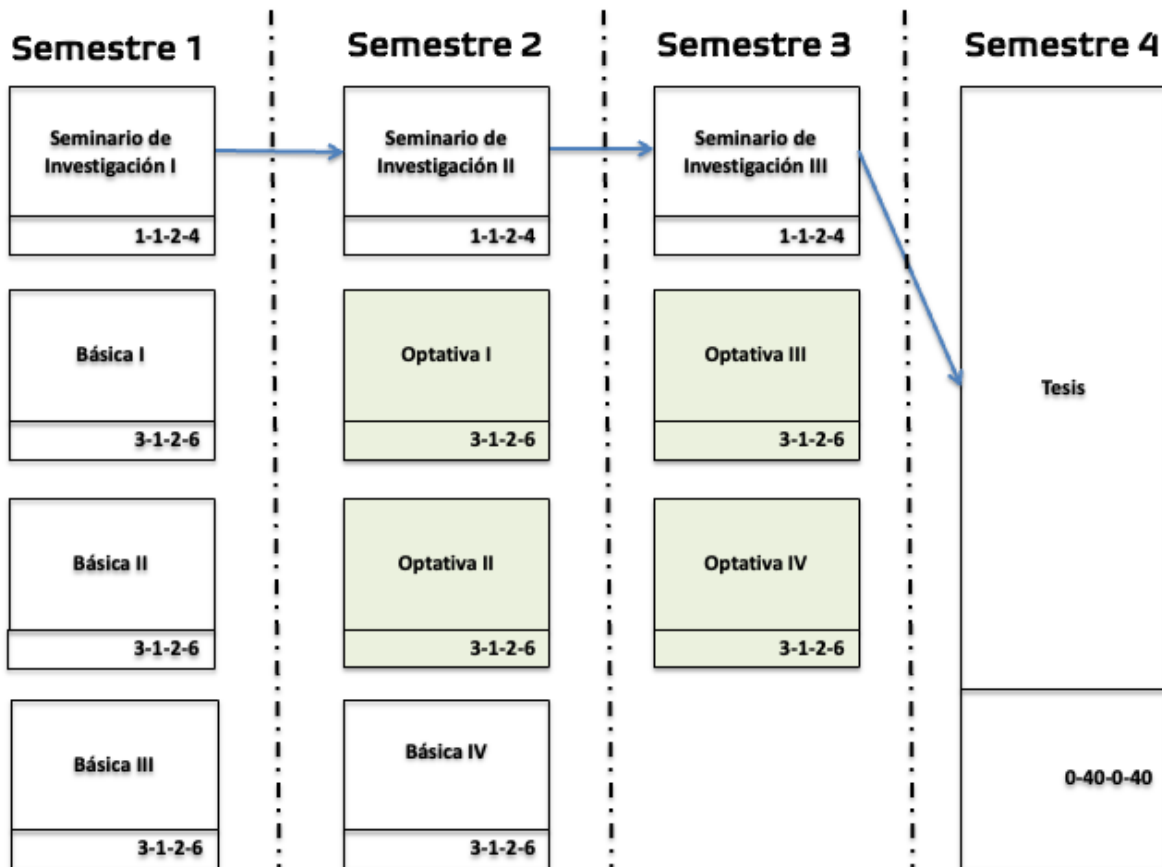 Semestre 1
Semestre 2
Semestre 3
Semestre 4
Seminario de
Investigación I
1-1-2-4
Seminario de
Investigación II
1-1-2-4
Seminario de
Investigación III
1-1-2-4
Tesis
0-40-0-40
Básica I
3-1-2-6
Optativa I
3-1-2-6
Optativa III
3-1-2-6
Básica II
3-1-2-6
Optativa II
3-1-2-6
Optativa IV
3-1-2-6
Básica III
3-1-2-6
Básica IV
3-1-2-6